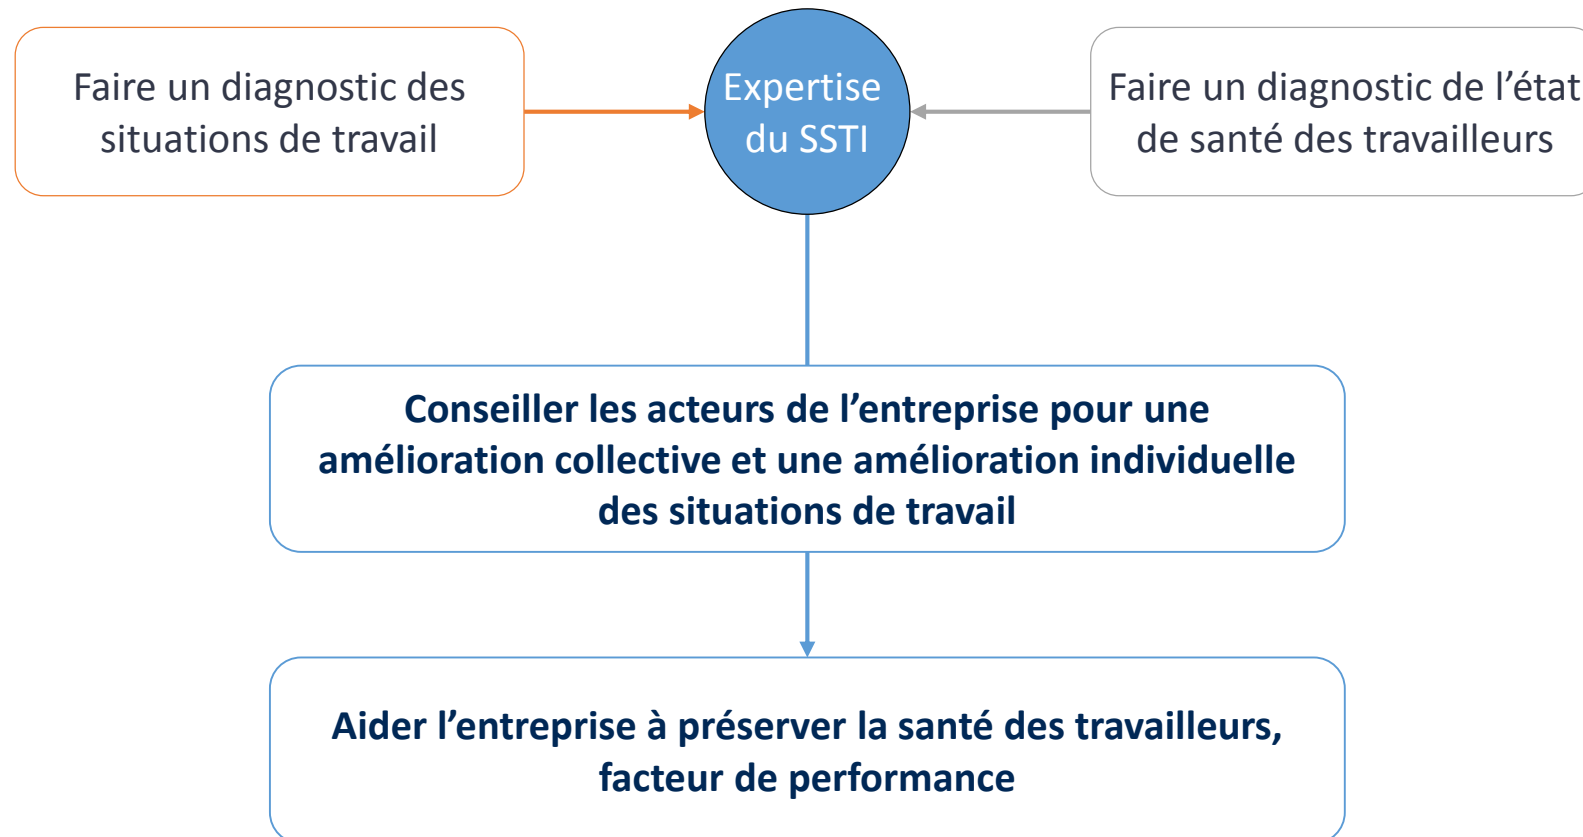 Faire un diagnostic des
situations de travail
Expertise
du SSTI
Faire un diagnostic de l’état
de santé des travailleurs
Conseiller les acteurs de l’entreprise pour une
amélioration collective et une amélioration individuelle
des situations de travail
Aider l’entreprise à préserver la santé des travailleurs,
facteur de performance